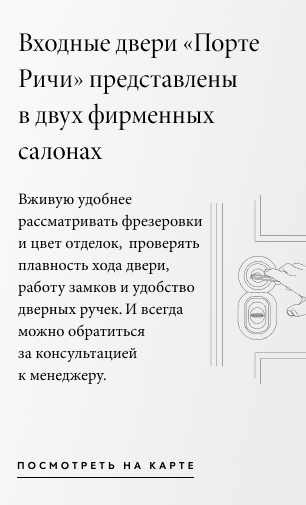 Входные двери «Порте
Ричи» представлены
в двух фирменных
салонах
Вживую удобнее
рассматривать фрезеровки
и цвет отделок,  проверять
плавность хода двери,
работу замков и удобство
дверных ручек. И всегда
можно обратиться
за консультацией
к менеджеру.
ПОСМОТРЕТЬ НА КАРТЕ